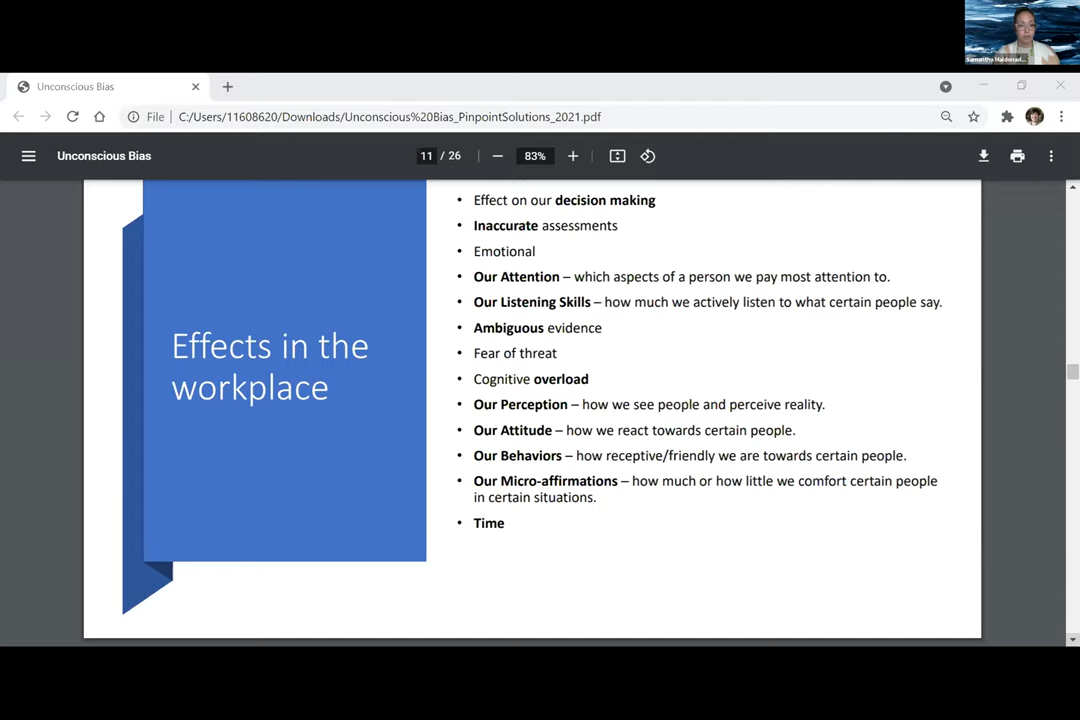 Samantha Maldonad...
Unconscious Bias
File
C:/Users/11608620/Downloads/Unconscious%20Bias_PinpointSolutions_2021.pdf
Unconscious Bias
11 / 26
83%
Effects in the
workplace
• Effect on our decision making
• Inaccurate assessments
• Emotional
• Our Attention – which aspects of a person we pay most attention to.
• Our Listening Skills – how much we actively listen to what certain people say.
• Ambiguous evidence
• Fear of threat
• Cognitive overload
• Our Perception – how we see people and perceive reality.
• Our Attitude – how we react towards certain people.
• Our Behaviors – how receptive/friendly we are towards certain people.
• Our Micro-affirmations – how much or how little we comfort certain people
in certain situations.
• Time